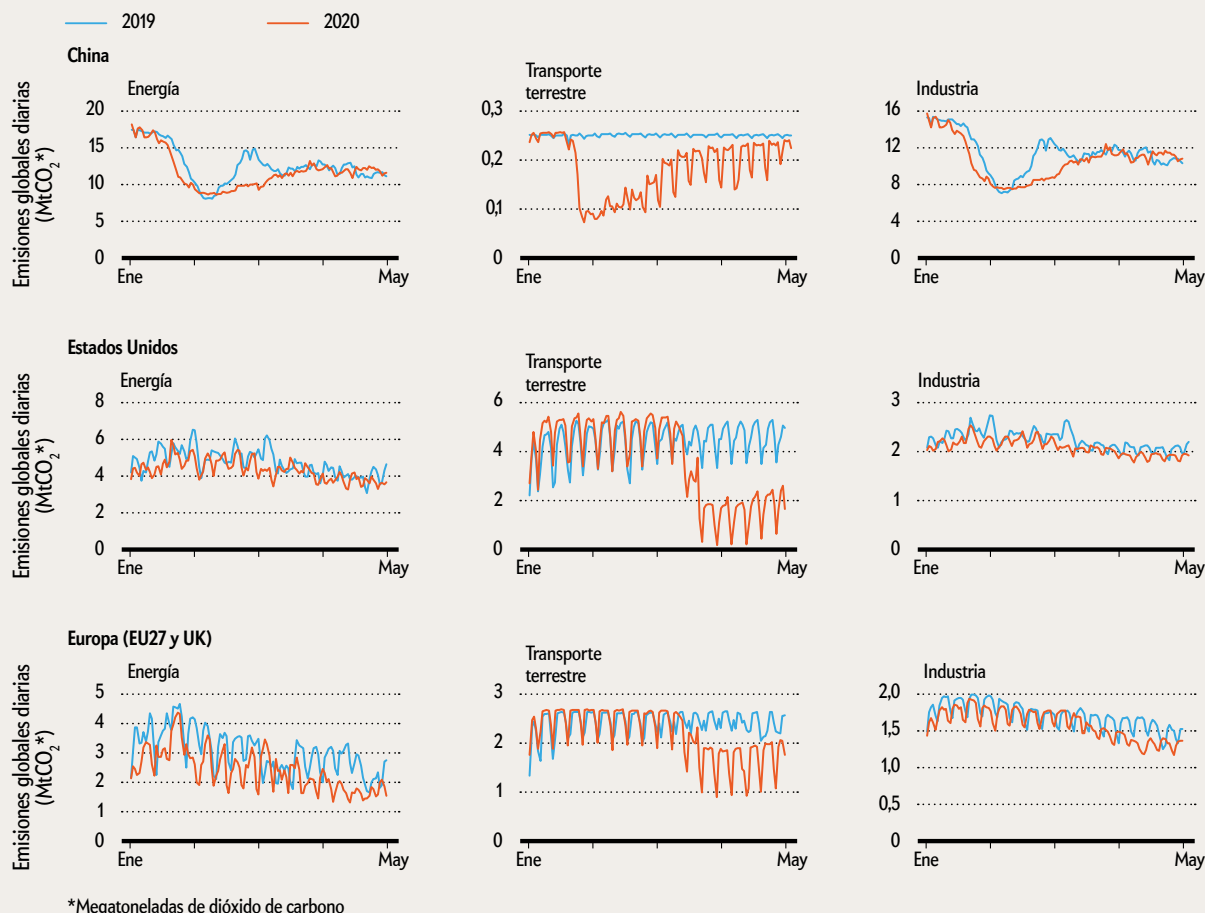 2019
2020
China
Emisiones globales diarias
(MtCO₂*)
Energía
20
15
10
5
0
Ene
May
Transporte
terrestre
0,3
0,2
0,1
0
Ene
May
Industria
16
12
8
4
0
Ene
May
Estados Unidos
Emisiones globales diarias
(MtCO₂*)
Energía
8
6
4
2
0
Ene
May
Transporte
terrestre
6
4
2
0
Ene
May
Industria
3
2
1
0
Ene
May
Europa (EU27 y UK)
Emisiones globales diarias
(MtCO₂*)
Energía
5
4
3
2
1
0
Ene
May
Transporte
terrestre
3
2
1
0
Ene
May
Industria
2,0
1,5
1,0
0,5
0
Ene
May
*Megatoneladas de dióxido de carbono